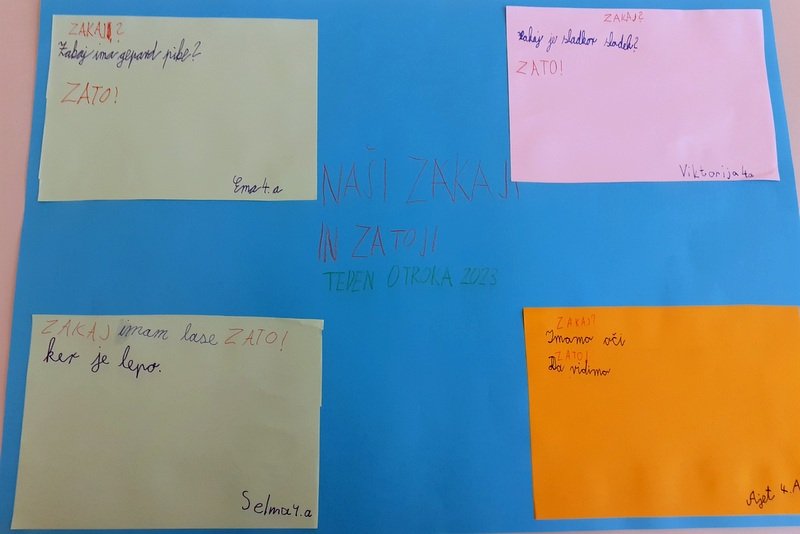 ZAKAJ?
Zakaj ima gepard pike?
ZATO!
Ema 4.a
ZAKAJ?
Zakaj je sladkor sladek?
ZATO!
Viktorija 4.a
NAŠI ZAKAJI
IN ZATOJI
TEDEN OTROKA 2023
ZAKAJ imam lase ZATO!
ker je lepo.
Selma 4.a
ZAKAJ?
Imamo oči
ZATO!
Da vidimo
Ajet 4.A